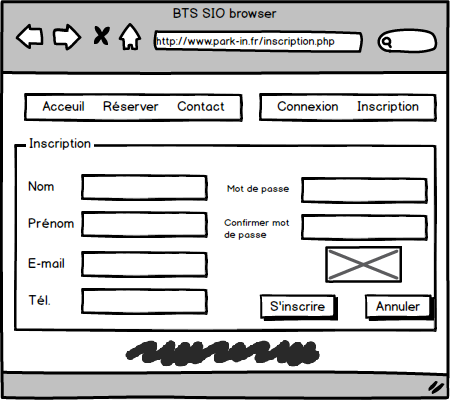 BTS SIO browser
http://www.park-in.fr/inscription.php
Acceuil Réserver Contact
Connexion Inscription
Inscription
Nom
Prénom
E-mail
Tél.
Mot de passe
Confirmer mot
de passe
S'inscrire
Annuler